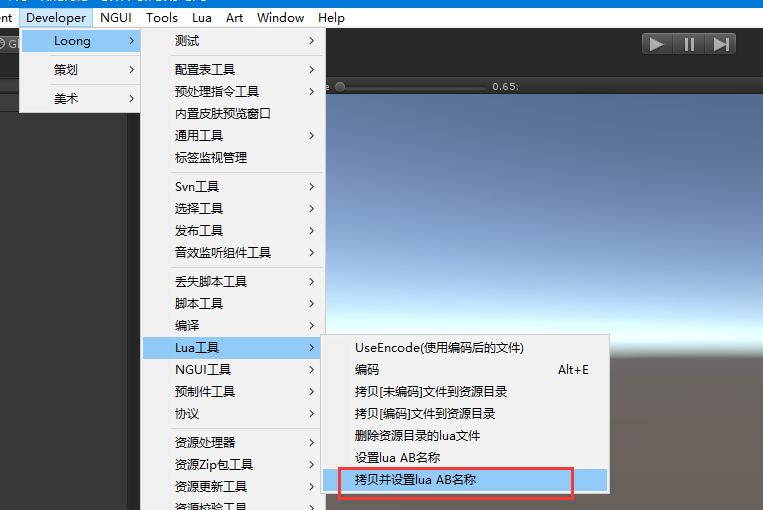 Developer NGUI Tools Lua Art Window Help
Loong
策划
美术
测试
配置表工具
预处理指令工具
内置皮肤预览窗口
通用工具
标签监视管理
Svn工具
选择工具
发布工具
音效监听组件工具
丢失脚本工具
脚本工具
编译
Lua工具
NGUI工具
预制件工具
协议
资源处理器
资源Zip包工具
资源更新工具
资源校验工具
0.65:
UseEncode(使用编码后的文件)
编码 Alt+E
拷贝[未编码]文件到资源目录
拷贝[编码]文件到资源目录
删除资源目录的lua文件
设置lua AB名称
拷贝并设置lua AB名称